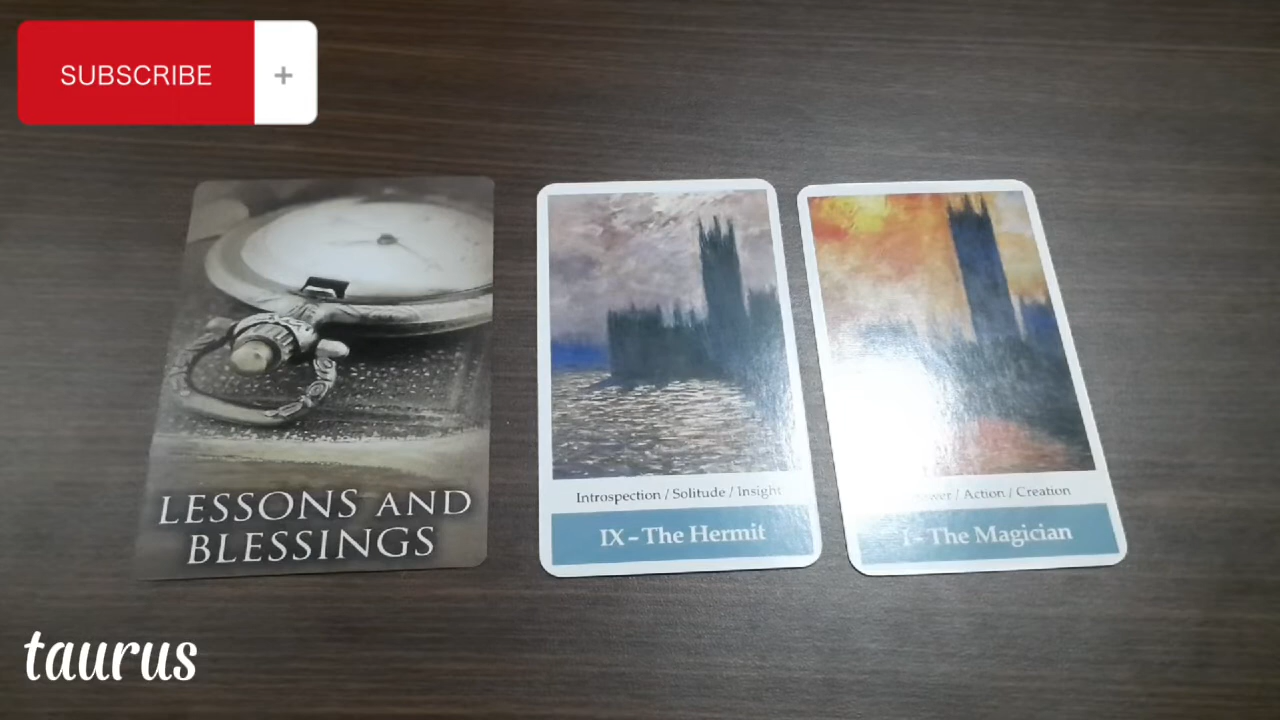 SUBSCRIBE +
LESSONS AND
BLESSINGS
Introspection / Solitude / Insight
IX - The Hermit
/ Action / Creation
I - The Magician
taurus